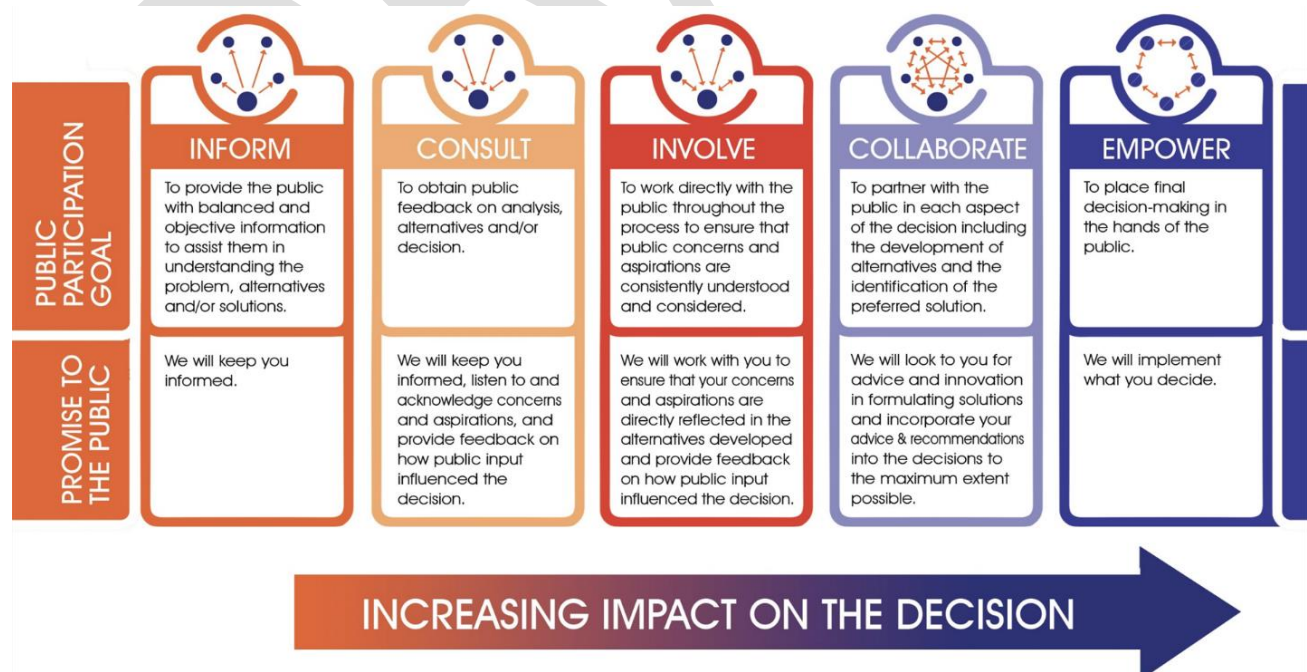 INFORM
CONSULT
INVOLVE
COLLABORATE
EMPOWER
PUBLIC
PARTICIPATION
GOAL
To provide the public
with balanced and
objective information
to assist them in
understanding the
problem, alternatives
and/or solutions.
To obtain public
feedback on analysis,
alternatives and/or
decision.
To work directly with the
public throughout the
process to ensure that
public concerns and
aspirations are
consistently understood
and considered.
To partner with the
public in each aspect
of the decision including
the development of
alternatives and the
identification of the
preferred solution.
To place final
decision-making in
the hands of the
public.
PROMISE TO
THE PUBLIC
We will keep you
informed.
We will keep you
informed, listen to and
acknowledge concerns
and aspirations, and
provide feedback on
how public input
influenced the
decision.
We will work with you to
ensure that your concerns
and aspirations are
directly reflected in the
alternatives developed
and provide feedback
on how public input
influenced the decision.
We will look to you for
advice and innovation
in formulating solutions
and incorporate your
advice & recommendations
into the decisions to
the maximum extent
possible.
We will implement
what you decide.
INCREASING IMPACT ON THE DECISION